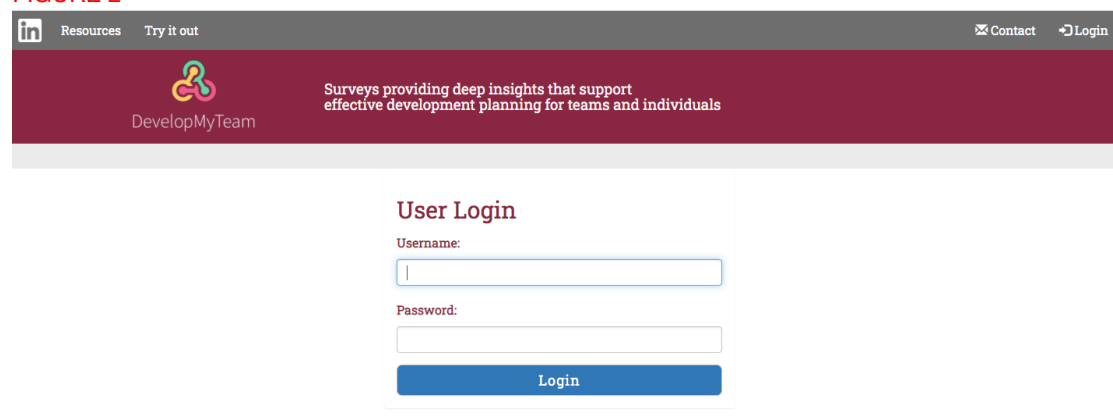 in Resources Try it out Contact Login
DevelopMyTeam
Surveys providing deep insights that support
effective development planning for teams and individuals
User Login
Username:
Password:
Login